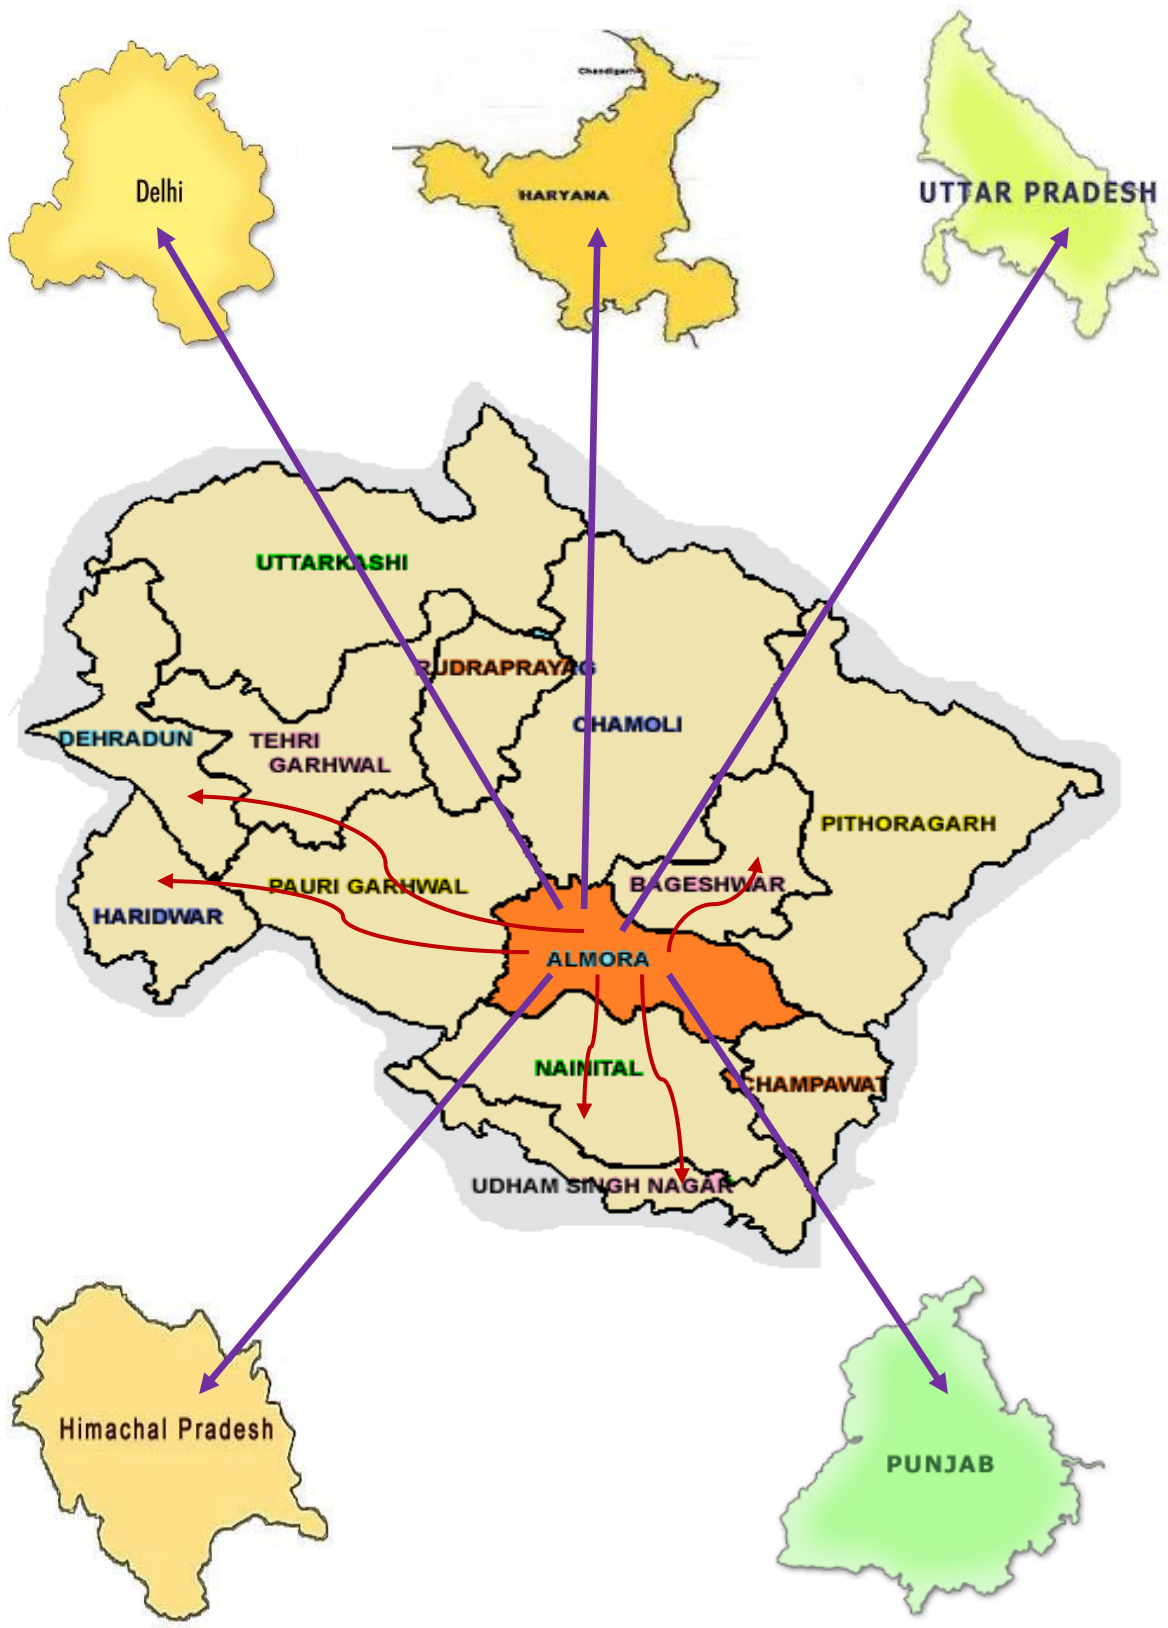 Chandigarh
Delhi
HARYANA
UTTAR PRADESH
UTTARKASHI
RUDRAPRAYAG
CHAMOLI
DEHRADUN
TEHRI
GARHWAL
PITHORAGARH
PAURI GARHWAL
BAGESHWAR
HARIDWAR
ALMORA
NAINITAL
CHAMPAWAT
UDHAM SINGH NAGAR
Himachal Pradesh
PUNJAB